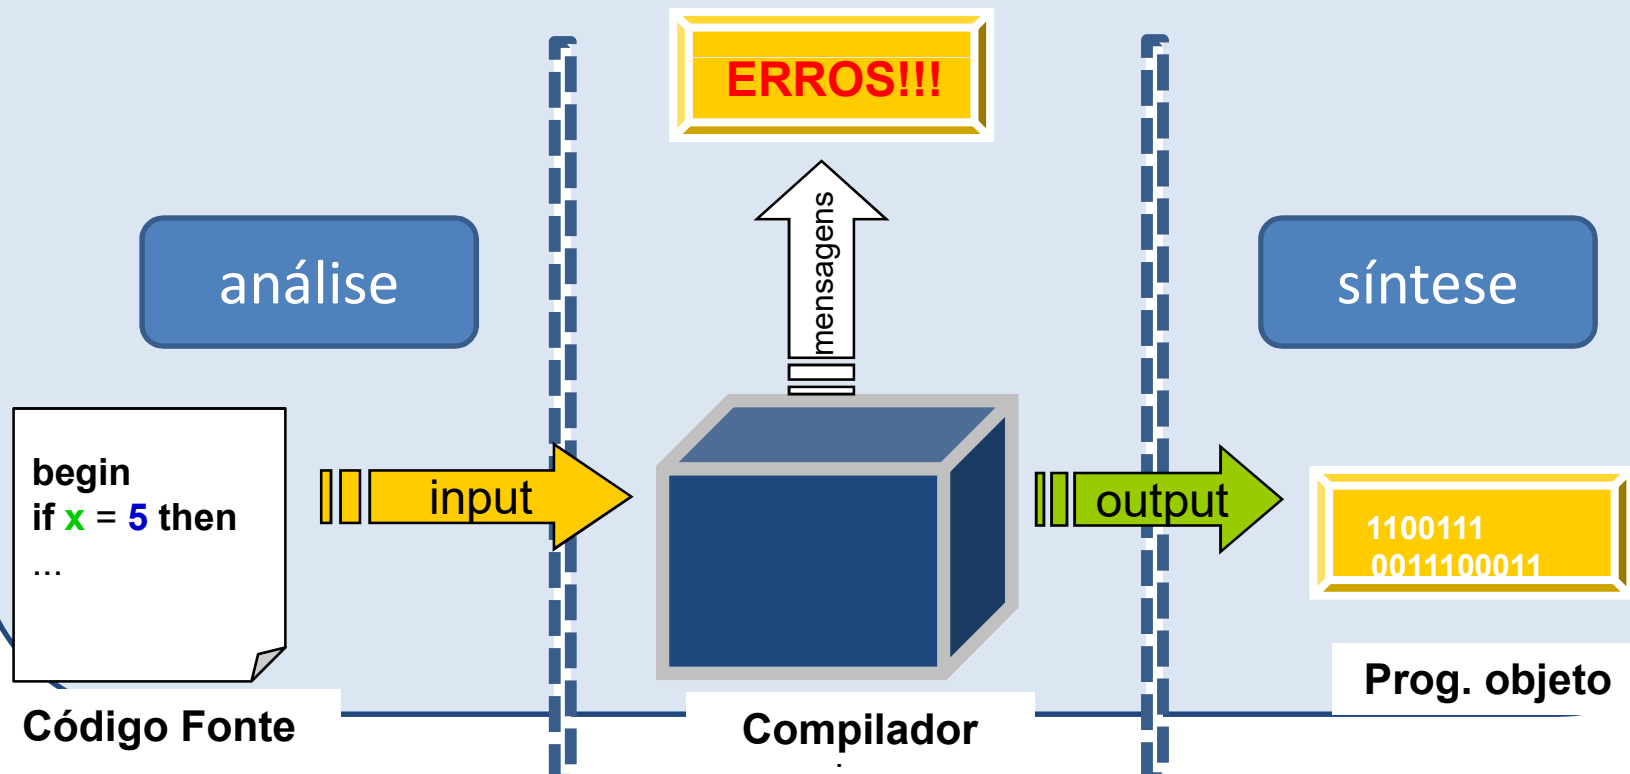 ERROS!!!
mensagens
análise
síntese
begin
if x = 5 then
...
input
output
1100111
0011100011
Código Fonte
Compilador
Prog. objeto